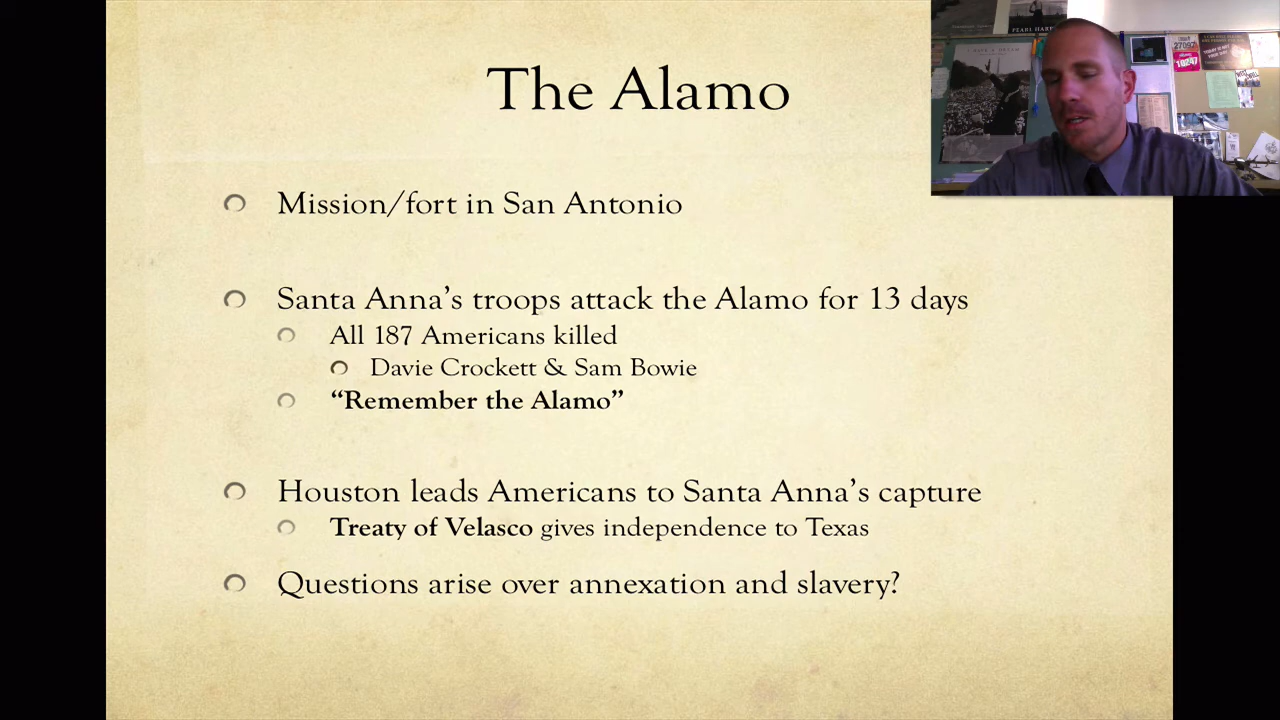 The Alamo
Mission/fort in San Antonio
Santa Anna's troops attack the Alamo for 13 days
All 187 Americans killed
Davie Crockett & Sam Bowie
“Remember the Alamo”
Houston leads Americans to Santa Anna's capture
Treaty of Velasco gives independence to Texas
Questions arise over annexation and slavery?
27097
18247